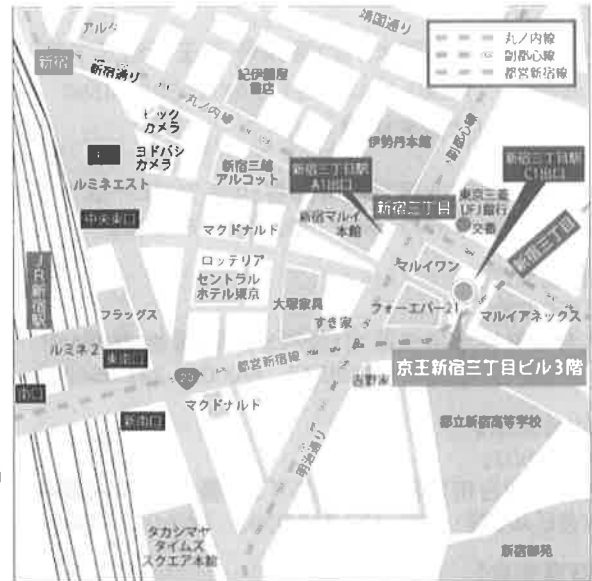 靖国通り
アルタ
丸ノ内線
副都心線
都営新宿線
新宿
新宿通り
丸ノ内線
紀伊國屋
書店
副都心線
ビック
カメラ
伊勢丹本館
ヨドバシ
カメラ
新宿三越
アルコット
新宿三丁目駅
A1出口
新宿三丁目駅
C1出口
ルミネエスト
新宿三丁目
東京三菱
UFJ銀行
交番
新宿マルイ
本館
中央東口
マクドナルド
新宿三丁目
マルイワン
ロッテリア
セントラル
ホテル東京
JR新宿駅
大塚家具
フォーエバー21
マルイアネックス
フラッグス
すき家
ルミネ2
東南口
都営新宿線
京王新宿三丁目ビル3階
南口
20
マクドナルド
吉野家
新南口
都立新宿高等学校
明治通り
タカシマヤ
タイムズ
スクエア本館
新宿御苑